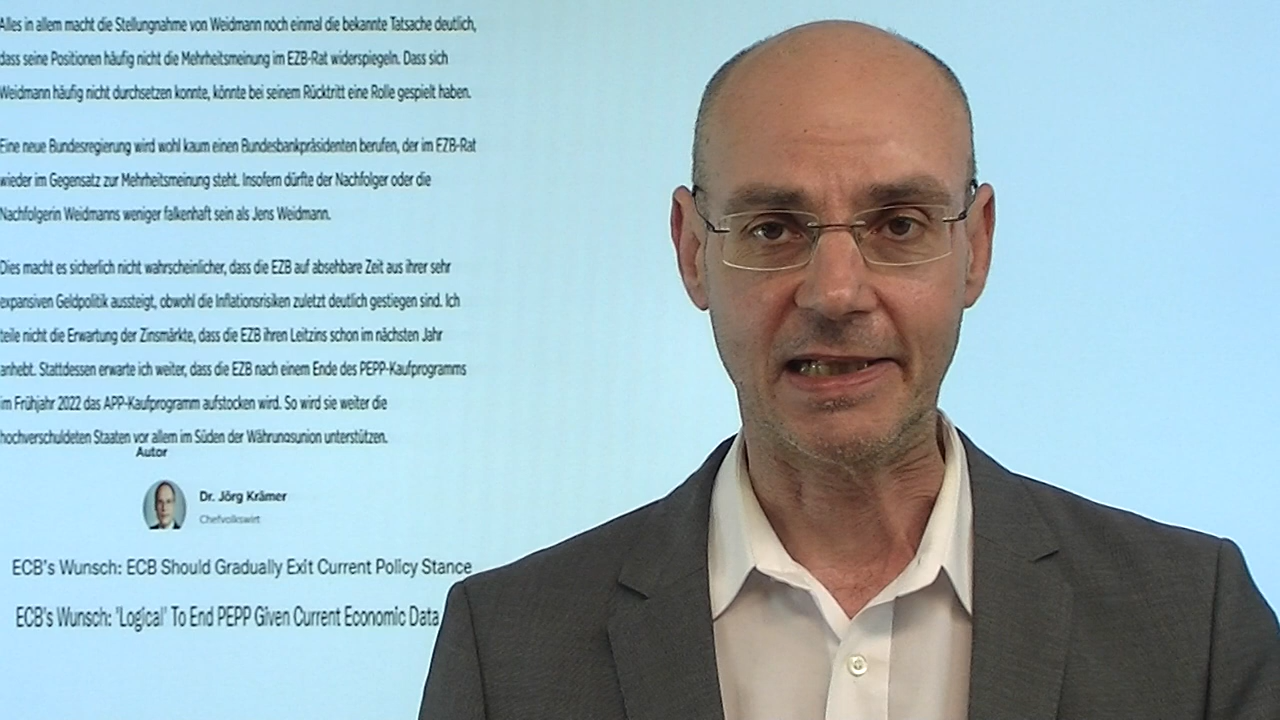 Alles in allem macht die Stellungnahme von Weidmann noch einmal die bekannte Tatsache deutlich,
dass seine Positionen häufig nicht die Mehrheitsmeinung im EZB-Rat widerspiegeln. Dass sich
Weidmann häufig nicht durchsetzen konnte, könnte bei seinem Rücktritt eine Rolle gespielt haben.
Eine neue Bundesregierung wird wohl kaum einen Bundesbankpräsidenten berufen, der im EZB-Rat
wieder im Gegensatz zur Mehrheitsmeinung steht. Insofern dürfte der Nachfolger oder die
Nachfolgerin Weidmanns weniger falkenhaft sein als Jens Weidmann.
Dies macht es sicherlich nicht wahrscheinlicher, dass die EZB auf absehbare Zeit aus ihrer sehr
expansiven Geldpolitik aussteigt, obwohl die Inflationsrisiken zuletzt deutlich gestiegen sind. Ich
teile nicht die Erwartung der Zinsmärkte, dass die EZB ihren Leitzins schon im nächsten Jahr
anhebt. Stattdessen erwarte ich weiter, dass die EZB nach einem Ende des PEPP-Kaufprogramms
im Frühjahr 2022 das APP-Kaufprogramm aufstocken wird. So wird sie weiter die
hochverschuldeten Staaten vor allem im Süden der Währungsunion unterstützen.
Autor
Dr. Jörg Krämer
Chefvolkswirt
ECB's Wunsch: ECB Should Gradually Exit Current Policy Stance
ECB's Wunsch: 'Logical' To End PEPP Given Current Economic Data